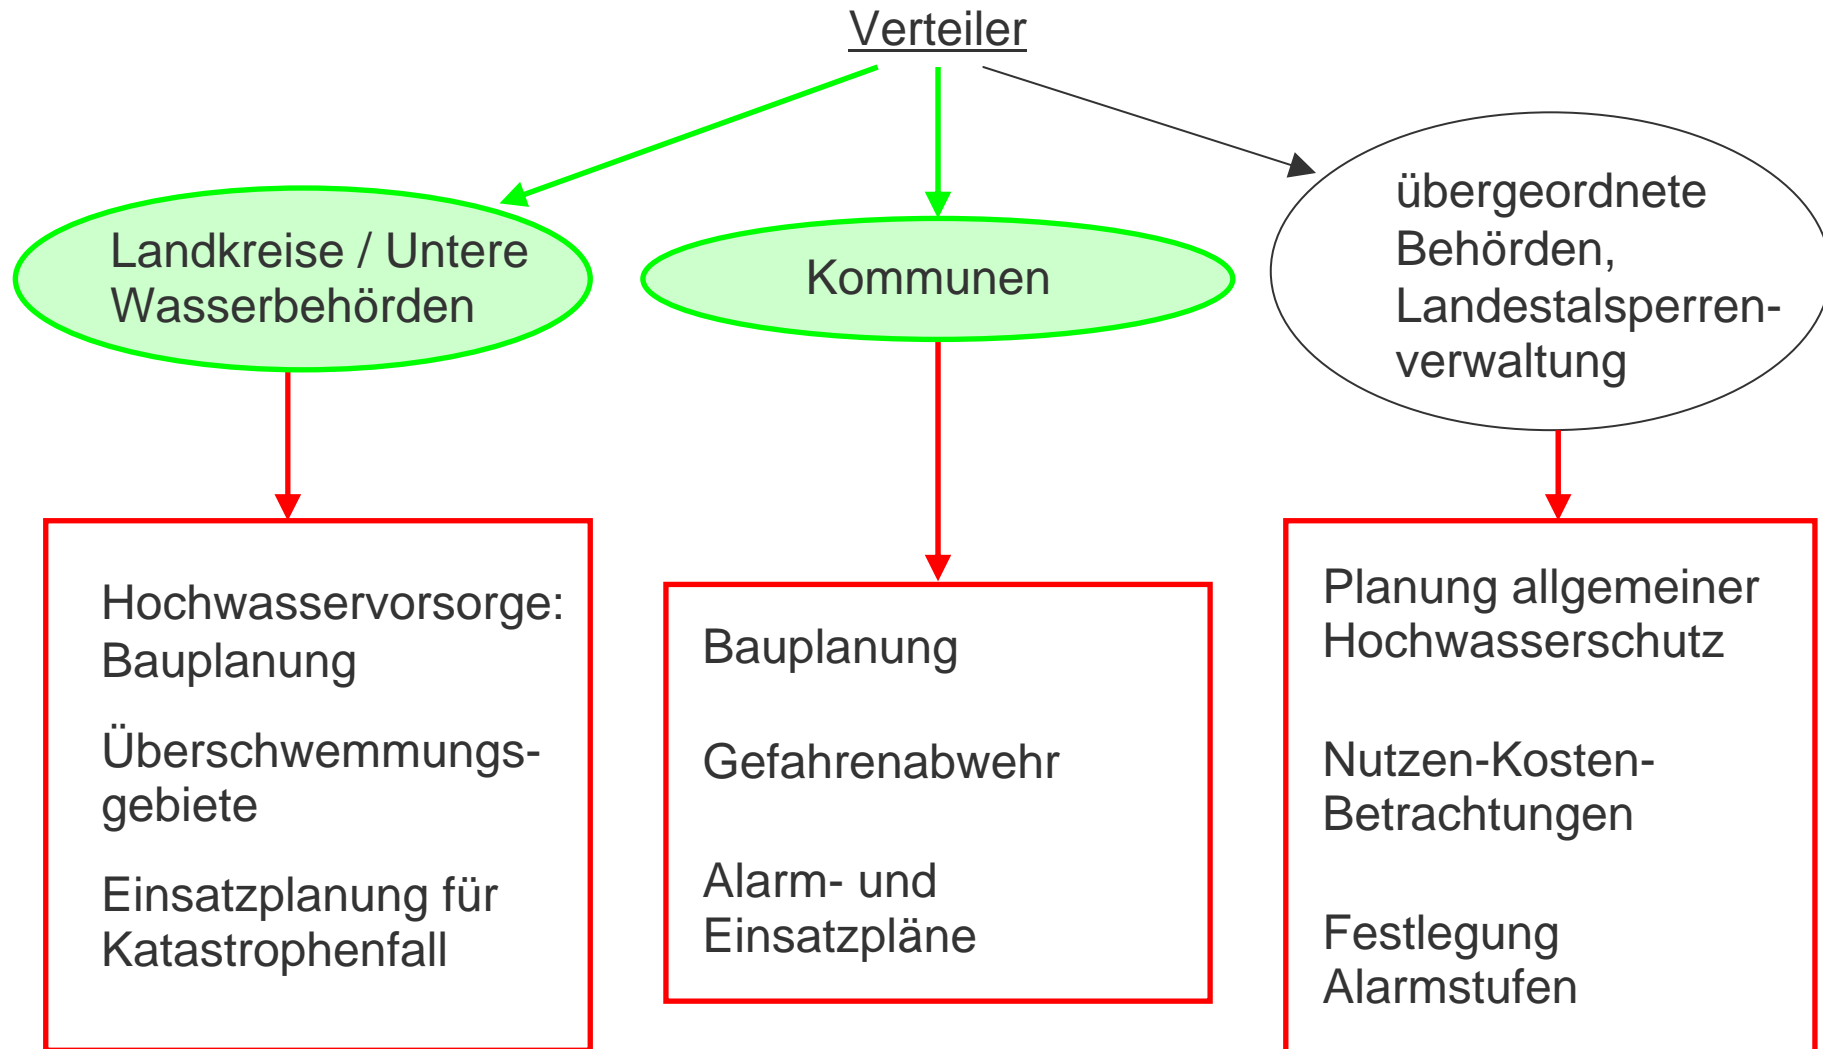 Verteiler
Landkreise / Untere
Wasserbehörden
Kommunen
übergeordnete
Behörden,
Landestalsperren-
verwaltung
Hochwasservorsorge:
Bauplanung
Überschwemmungs-
gebiete
Einsatzplanung für
Katastrophenfall
Bauplanung
Gefahrenabwehr
Alarm- und
Einsatzpläne
Planung allgemeiner
Hochwasserschutz
Nutzen-Kosten-
Betrachtungen
Festlegung
Alarmstufen